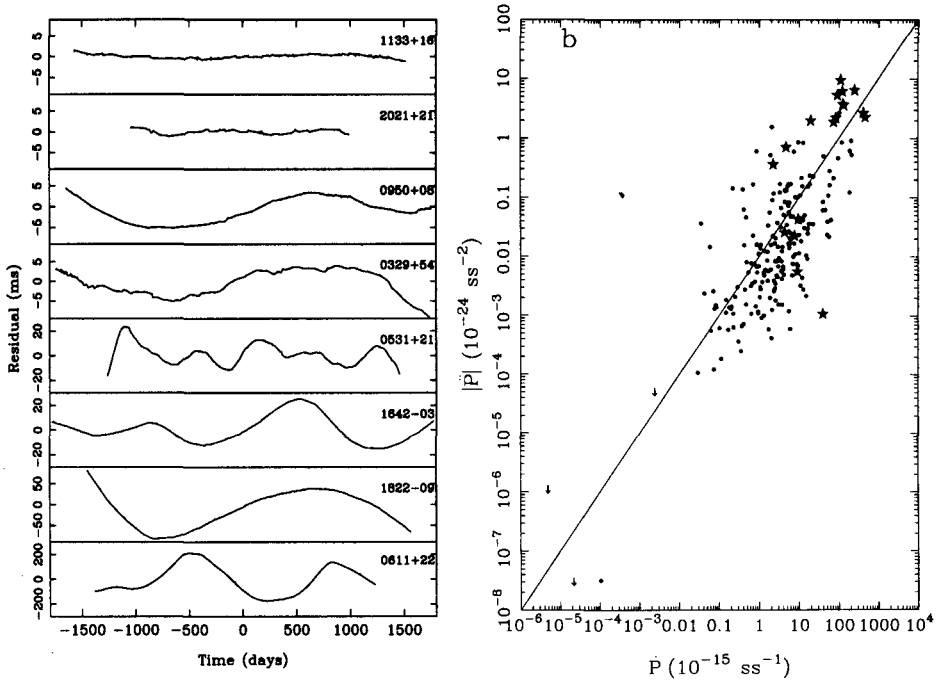 Residual (ms)
-5 0 5
1133+16
-5 0 5
2021+21
-5 0 5
0950+08
-5 0 5
0329+54
-20 0 20
0531+21
-20 0 20
1642-03
-50 0 50
1822-09
-200 0 200
0611+22
-1500 -1000 -500 0 500 1000 1500
Time (days)
b
|P̈| (10⁻²⁴ ss⁻²)
100
10
1
0.1
0.01
10⁻³
10⁻⁴
10⁻⁵
10⁻⁶
10⁻⁷
10⁻⁸
10⁻⁶ 10⁻⁵ 10⁻⁴ 10⁻³ 0.01 0.1 1 10 100 1000 10⁴
Ṗ (10⁻¹⁵ ss⁻¹)